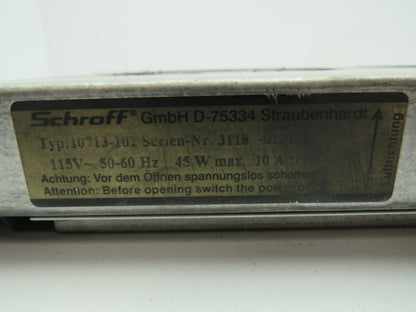 Schroff® GmbH D-75334 Straubenhardt
Typ: 10713-102 Serien-Nr. 3118
115V~ 50-60 Hz 45 W max. 10
Achtung: Vor dem Öffnen spannungslos schalten
Attention: Before opening switch the power off
Luftrichtung